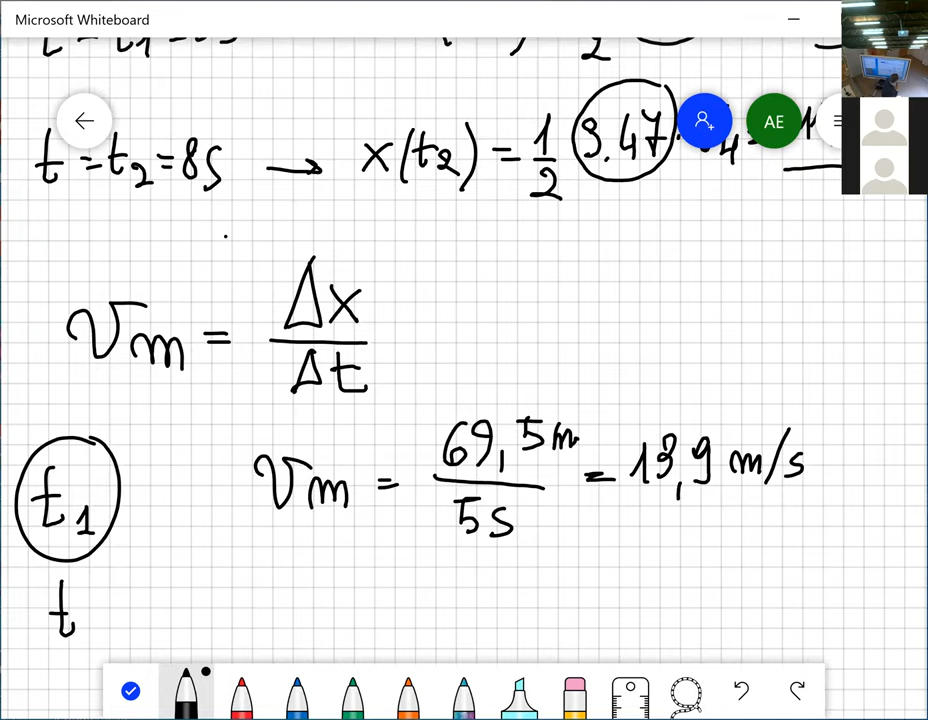 Microsoft Whiteboard
t = t₂ = 8s → x(t₂) = 1/2 3.47 ·
AE
Vm = Δx/Δt
Vm = 69,5m/5s = 13,9 m/s
t₁
t